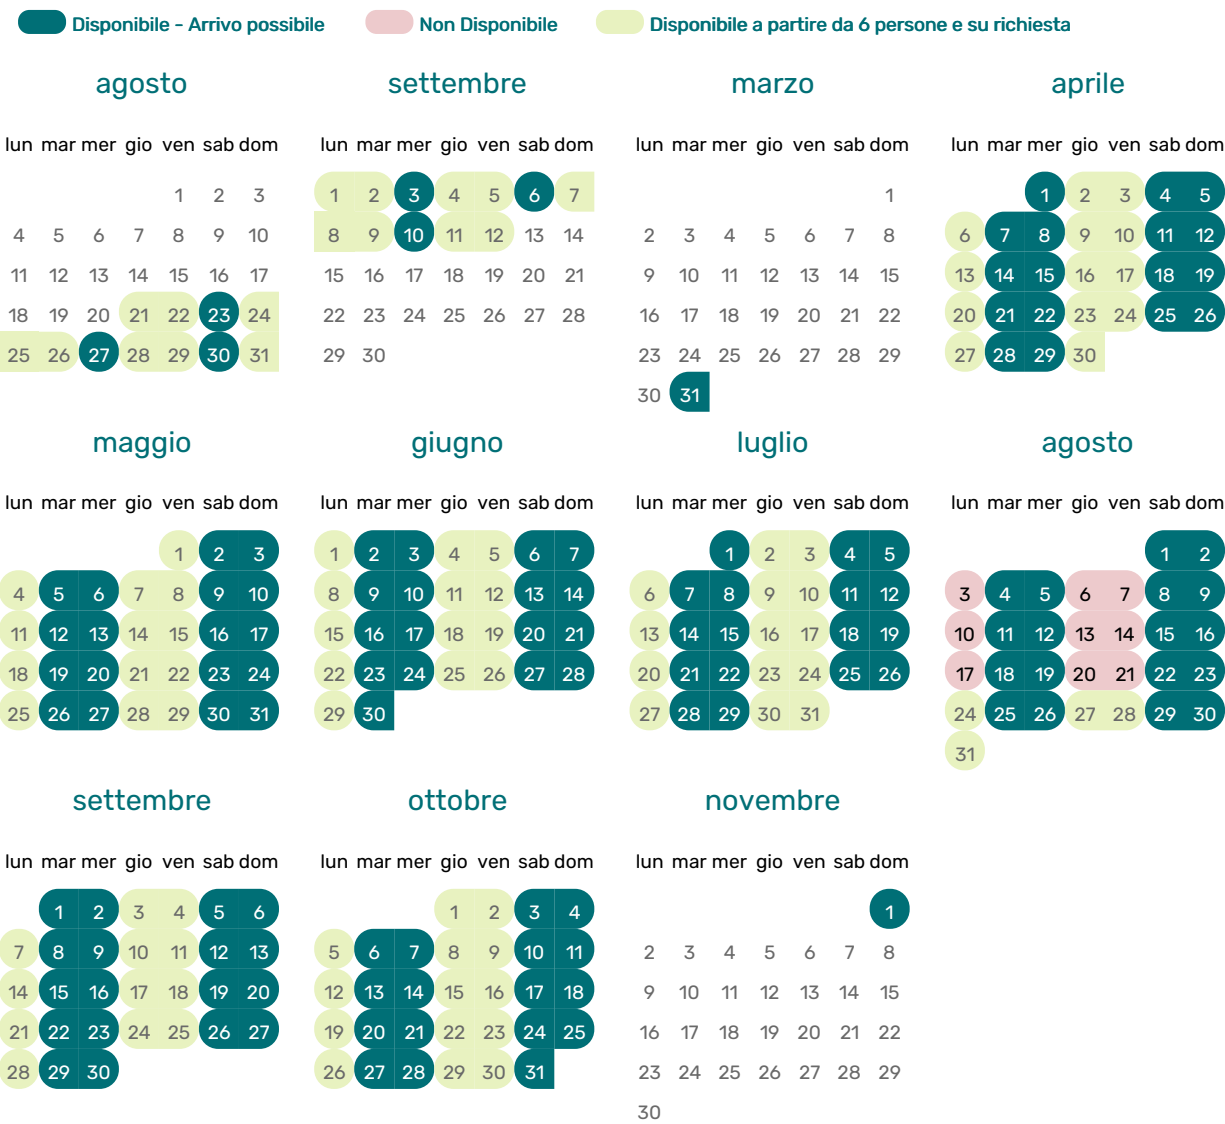 Disponibile - Arrivo possibile Non Disponibile Disponibile a partire da 6 persone e su richiesta
agosto
lun mar mer gio ven sab dom
1 2 3
4 5 6 7 8 9 10
11 12 13 14 15 16 17
18 19 20 21 22 23 24
25 26 27 28 29 30 31
settembre
lun mar mer gio ven sab dom
1 2 3 4 5 6 7
8 9 10 11 12 13 14
15 16 17 18 19 20 21
22 23 24 25 26 27 28
29 30
marzo
lun mar mer gio ven sab dom
1
2 3 4 5 6 7 8
9 10 11 12 13 14 15
16 17 18 19 20 21 22
23 24 25 26 27 28 29
30 31
aprile
lun mar mer gio ven sab dom
1 2 3 4 5
6 7 8 9 10 11 12
13 14 15 16 17 18 19
20 21 22 23 24 25 26
27 28 29 30
maggio
lun mar mer gio ven sab dom
1 2 3
4 5 6 7 8 9 10
11 12 13 14 15 16 17
18 19 20 21 22 23 24
25 26 27 28 29 30 31
giugno
lun mar mer gio ven sab dom
1 2 3 4 5 6 7
8 9 10 11 12 13 14
15 16 17 18 19 20 21
22 23 24 25 26 27 28
29 30
luglio
lun mar mer gio ven sab dom
1 2 3 4 5
6 7 8 9 10 11 12
13 14 15 16 17 18 19
20 21 22 23 24 25 26
27 28 29 30 31
agosto
lun mar mer gio ven sab dom
1 2
3 4 5 6 7 8 9
10 11 12 13 14 15 16
17 18 19 20 21 22 23
24 25 26 27 28 29 30
31
settembre
lun mar mer gio ven sab dom
1 2 3 4 5 6
7 8 9 10 11 12 13
14 15 16 17 18 19 20
21 22 23 24 25 26 27
28 29 30
ottobre
lun mar mer gio ven sab dom
1 2 3 4
5 6 7 8 9 10 11
12 13 14 15 16 17 18
19 20 21 22 23 24 25
26 27 28 29 30 31
novembre
lun mar mer gio ven sab dom
1
2 3 4 5 6 7 8
9 10 11 12 13 14 15
16 17 18 19 20 21 22
23 24 25 26 27 28 29
30